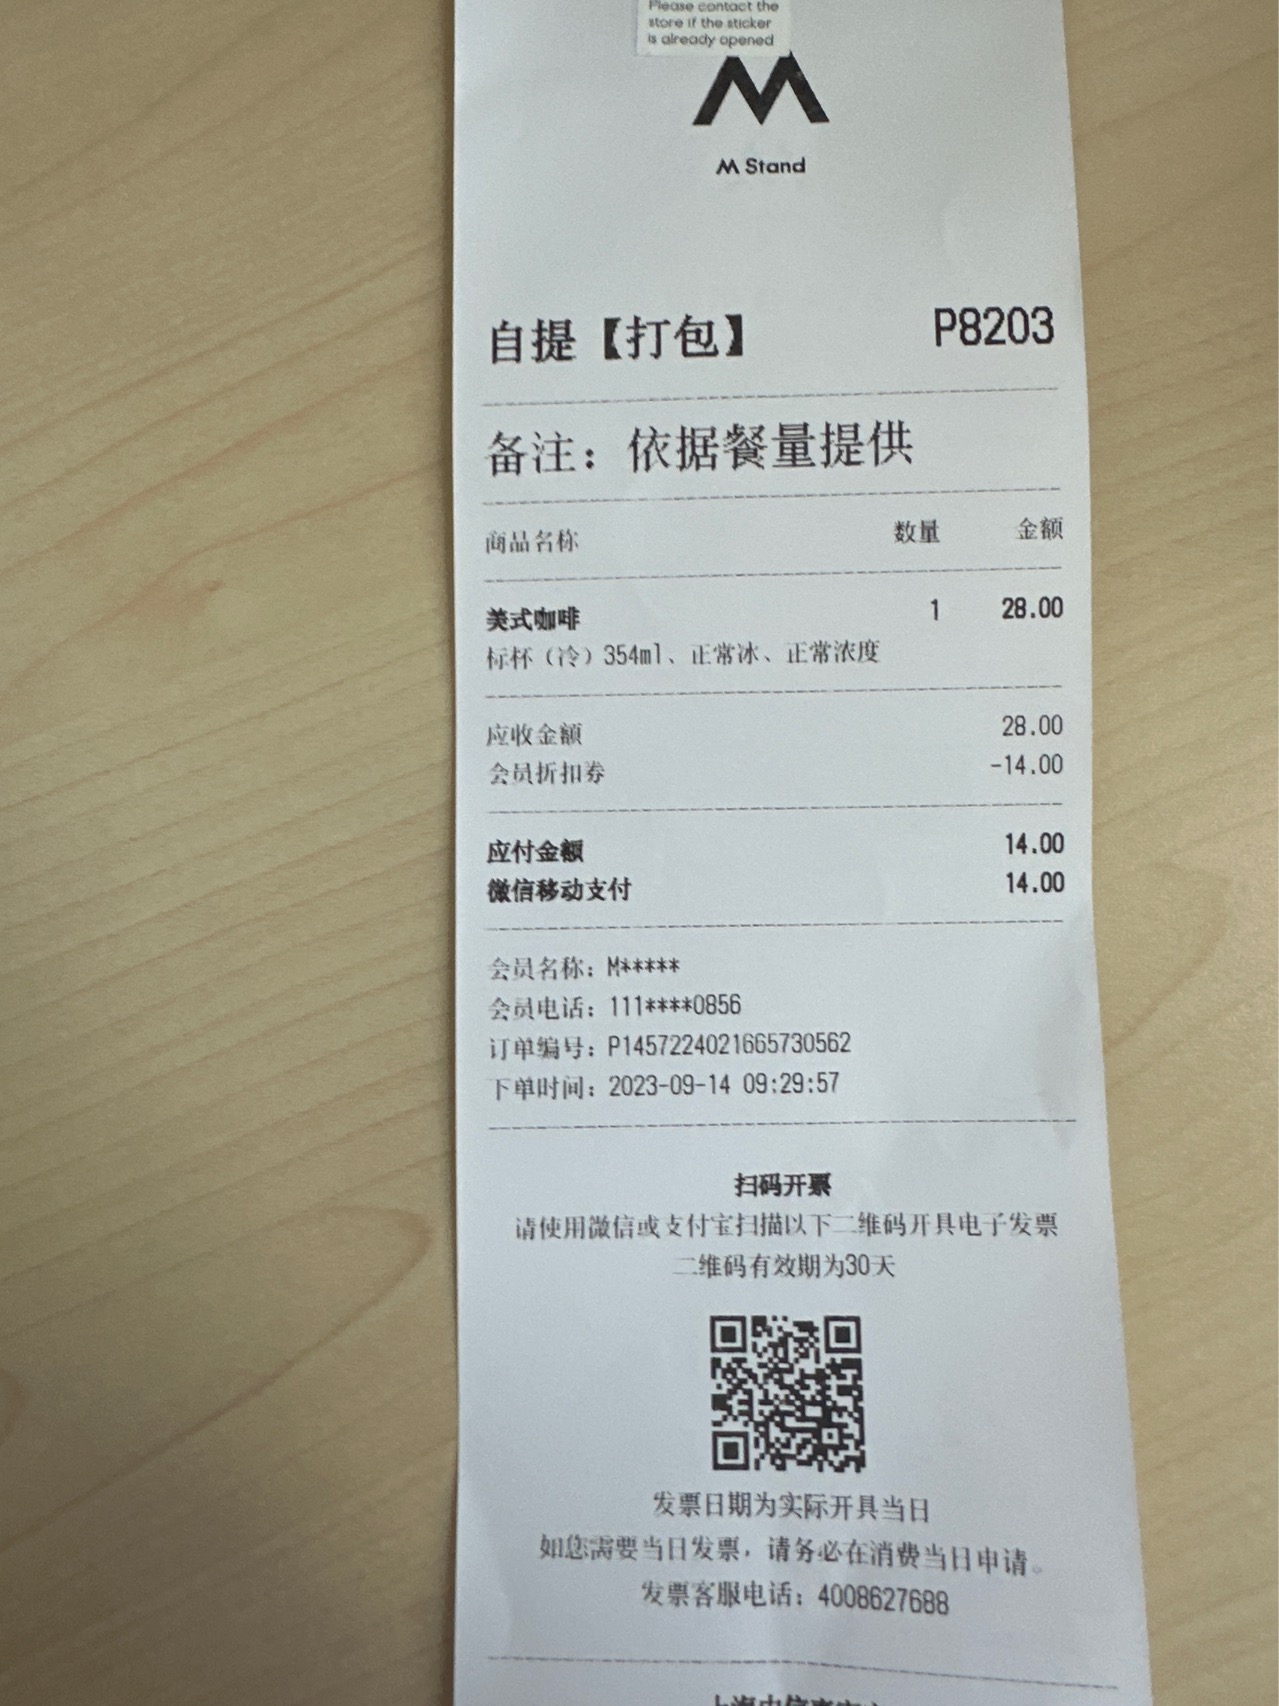 Please contact the
store if the sticker
is already opened
M Stand
自提【打包】 P8203
备注：依据餐量提供
商品名称 数量 金额
美式咖啡 1 28.00
标杯（冷）354ml、正常冰、正常浓度
应收金额 28.00
会员折扣券 -14.00
应付金额 14.00
微信移动支付 14.00
会员名称：M*****
会员电话：111****0856
订单编号：P1457224021665730562
下单时间：2023-09-14 09:29:57
扫码开票
请使用微信或支付宝扫描以下二维码开具电子发票
二维码有效期为30天
发票日期为实际开具当日
如您需要当日发票，请务必在消费当日申请。
发票客服电话：4008627688